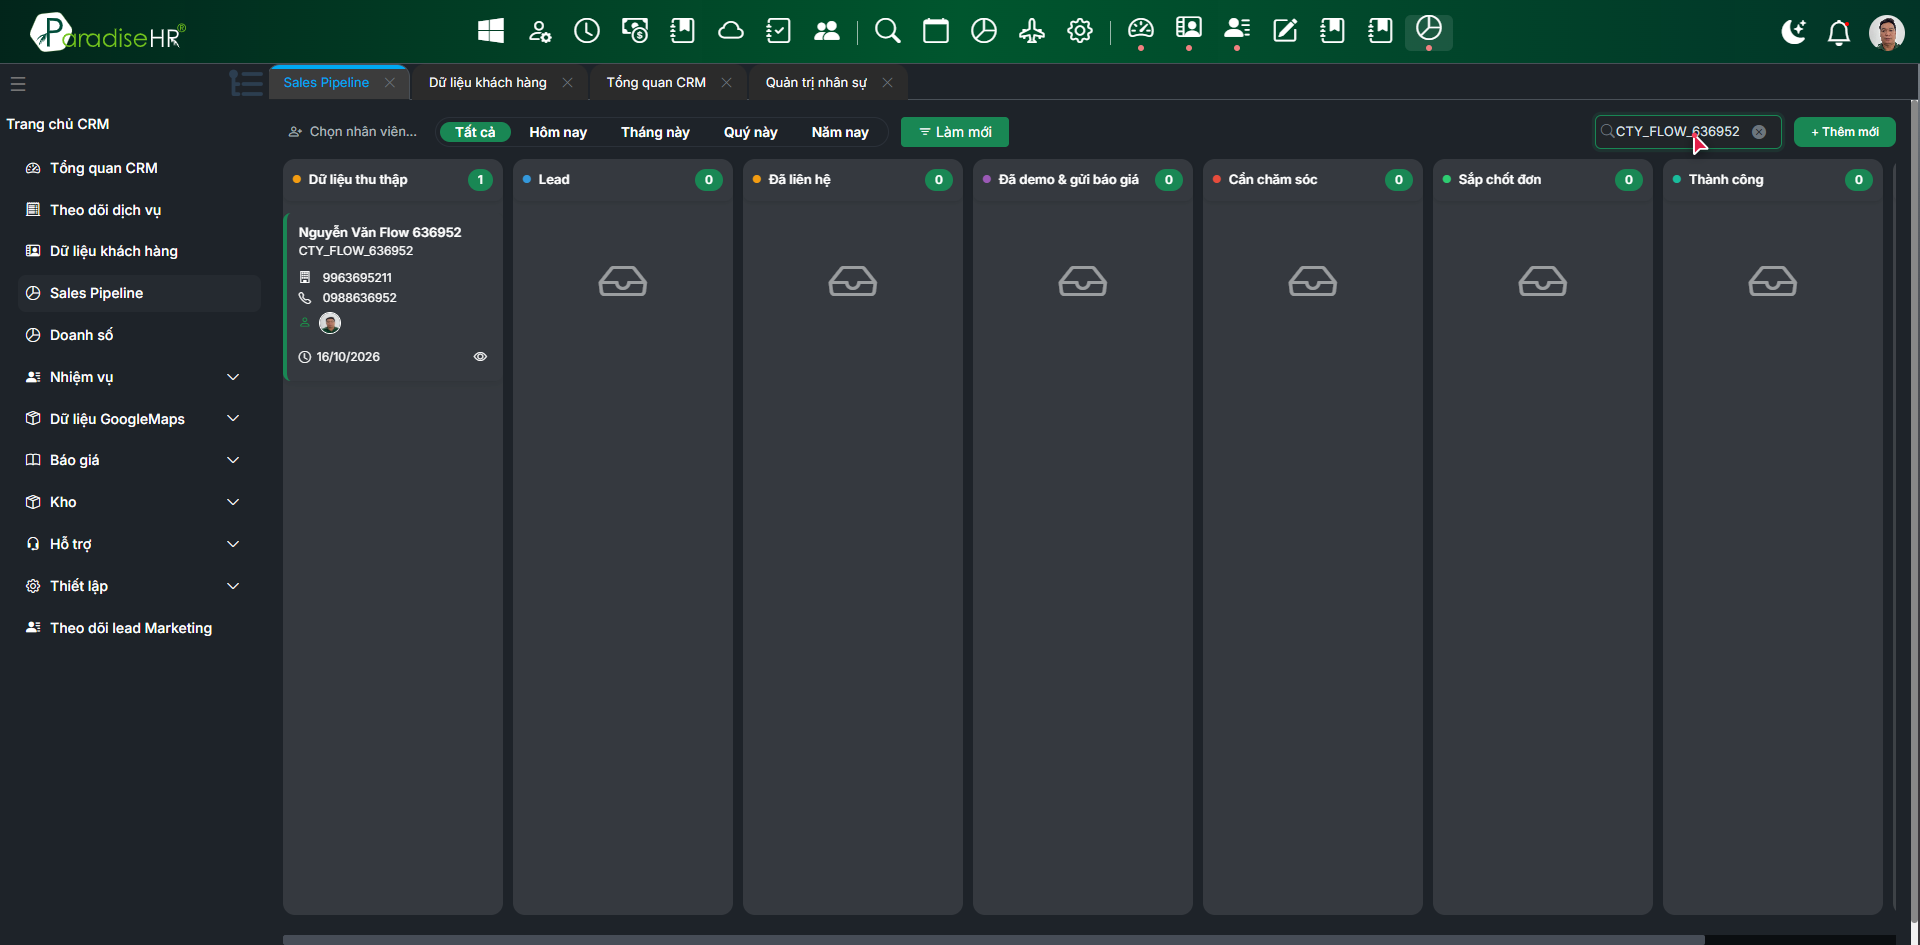 ParadiseHR®
Sales Pipeline
Dữ liệu khách hàng
Tổng quan CRM
Quản trị nhân sự
Trang chủ CRM
Tổng quan CRM
Theo dõi dịch vụ
Dữ liệu khách hàng
Sales Pipeline
Doanh số
Nhiệm vụ
Dữ liệu GoogleMaps
Báo giá
Kho
Hỗ trợ
Thiết lập
Theo dõi lead Marketing
Chọn nhân viên...
Tất cả
Hôm nay
Tháng này
Quý này
Năm nay
Làm mới
CTY_FLOW_636952
+ Thêm mới
Dữ liệu thu thập 1
Lead 0
Đã liên hệ 0
Đã demo & gửi báo giá 0
Cần chăm sóc 0
Sắp chốt đơn 0
Thành công 0
Nguyễn Văn Flow 636952
CTY_FLOW_636952
9963695211
0988636952
16/10/2026